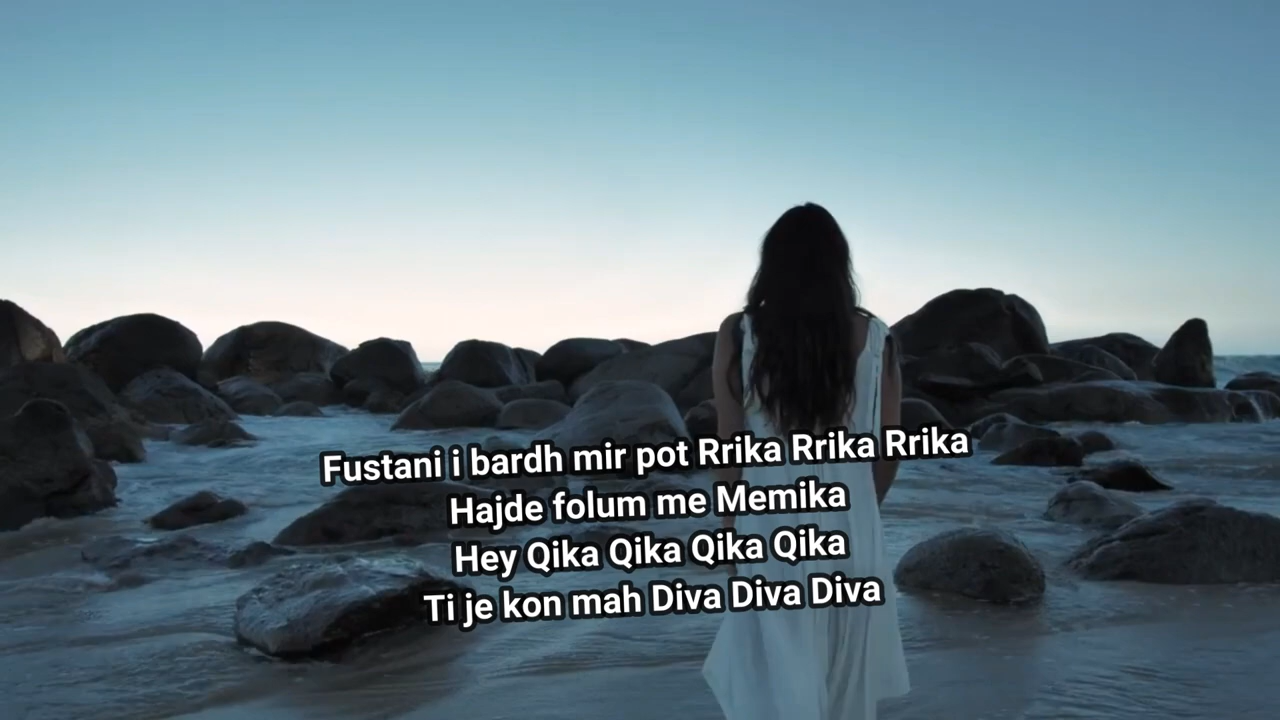 Fustani i bardh mir pot Rrika Rrika Rrika
Hajde folum me Memika
Hey Qika Qika Qika Qika
Ti je kon mah Diva Diva Diva